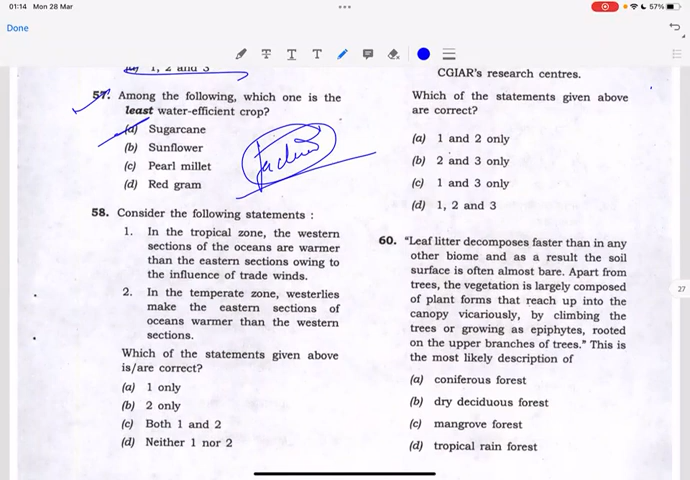 01:14 Mon 28 Mar
57%
Done
57. Among the following, which one is the
least water-efficient crop?
(a) Sugarcane
(b) Sunflower
(c) Pearl millet
(d) Red gram
58. Consider the following statements :
1. In the tropical zone, the western
sections of the oceans are warmer
than the eastern sections owing to
the influence of trade winds.
2. In the temperate zone, westerlies
make the eastern sections of
oceans warmer than the western
sections.
Which of the statements given above
is/are correct?
(a) 1 only
(b) 2 only
(c) Both 1 and 2
(d) Neither 1 nor 2
CGIAR's research centres.
Which of the statements given above
are correct?
(a) 1 and 2 only
(b) 2 and 3 only
(c) 1 and 3 only
(d) 1, 2 and 3
60. "Leaf litter decomposes faster than in any
other biome and as a result the soil
surface is often almost bare. Apart from
trees, the vegetation is largely composed
of plant forms that reach up into the
canopy vicariously, by climbing the
trees or growing as epiphytes, rooted
on the upper branches of trees." This is
the most likely description of
(a) coniferous forest
(b) dry deciduous forest
(c) mangrove forest
(d) tropical rain forest
27